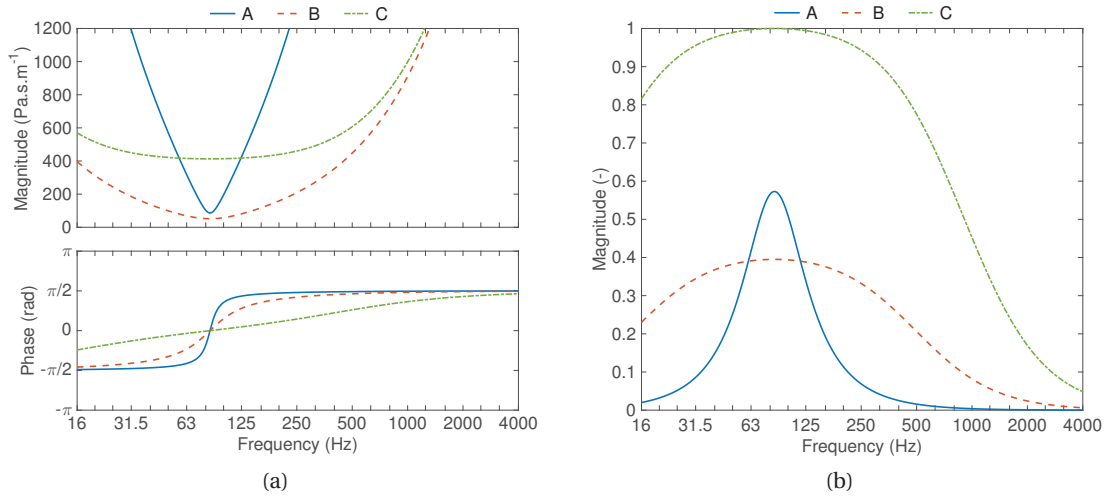 A B C
Magnitude (Pa.s.m⁻¹)
1200
1000
800
600
400
200
0
Phase (rad)
π
π/2
0
-π/2
-π
16 31.5 63 125 250 500 1000 2000 4000
Frequency (Hz)
(a)
A B C
Magnitude (-)
1
0.9
0.8
0.7
0.6
0.5
0.4
0.3
0.2
0.1
0
16 31.5 63 125 250 500 1000 2000 4000
Frequency (Hz)
(b)